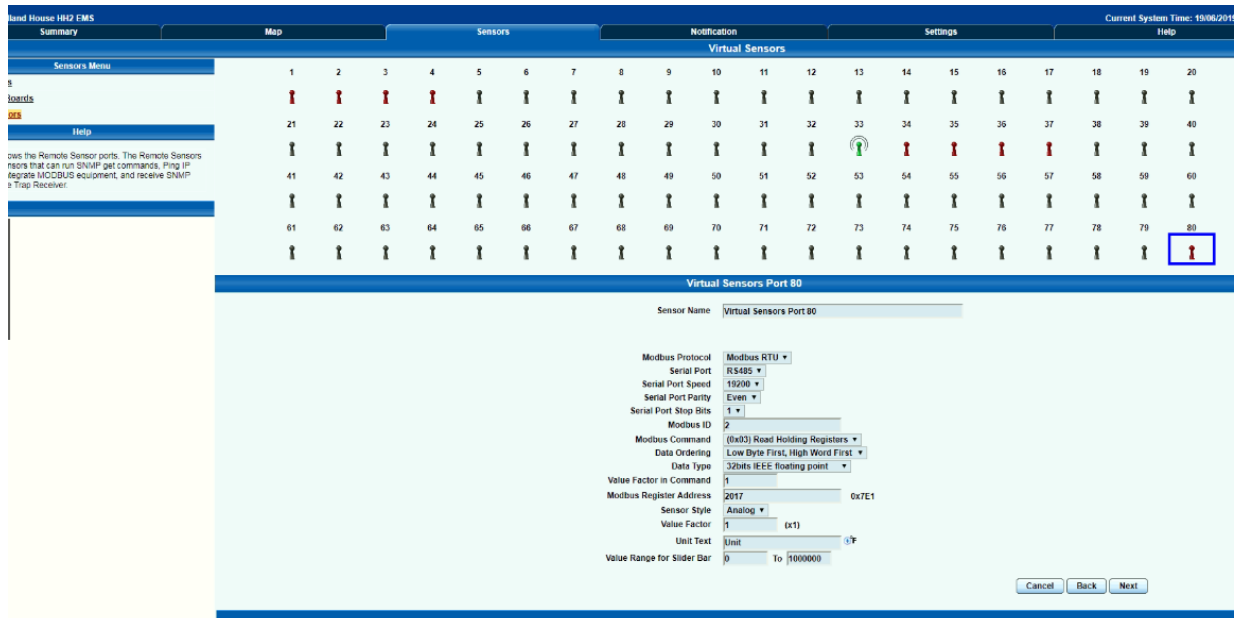 lland House HH2 EMS
Current System Time: 19/06/2019
Summary Map Sensors Notification Settings Help
Virtual Sensors
Sensors Menu
s
Boards
ors
Help
ows the Remote Sensor ports. The Remote Sensors
nsors that can run SNMP get commands, Ping IP
ntegrate MODBUS equipment, and receive SNMP
e Trap Receiver.
1 2 3 4 5 6 7 8 9 10 11 12 13 14 15 16 17 18 19 20
21 22 23 24 25 26 27 28 29 30 31 32 33 34 35 36 37 38 39 40
41 42 43 44 45 46 47 48 49 50 51 52 53 54 55 56 57 58 59 60
61 62 63 64 65 66 67 68 69 70 71 72 73 74 75 76 77 78 79 80
Virtual Sensors Port 80
Sensor Name Virtual Sensors Port 80
Modbus Protocol Modbus RTU
Serial Port RS485
Serial Port Speed 19200
Serial Port Parity Even
Serial Port Stop Bits 1
Modbus ID 2
Modbus Command (0x03) Read Holding Registers
Data Ordering Low Byte First, High Word First
Data Type 32bits IEEE floating point
Value Factor in Command 1
Modbus Register Address 2017 0x7E1
Sensor Style Analog
Value Factor 1 (x1)
Unit Text Unit °F
Value Range for Slider Bar 0 To 1000000
Cancel Back Next